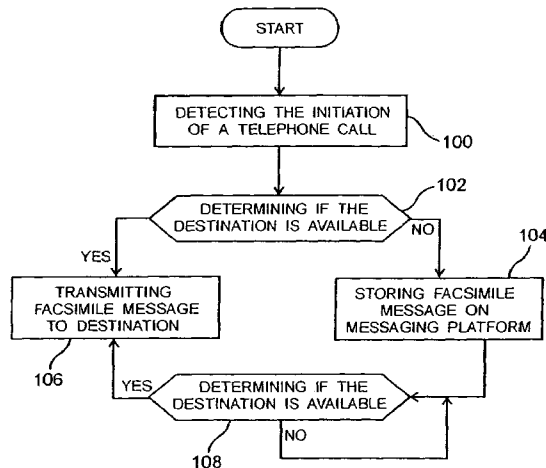 START
DETECTING THE INITIATION
OF A TELEPHONE CALL
100
102
DETERMINING IF THE
DESTINATION IS AVAILABLE
YES
NO
104
TRANSMITTING
FACSIMILE MESSAGE
TO DESTINATION
STORING FACSIMILE
MESSAGE ON
MESSAGING PLATFORM
106
YES
DETERMINING IF THE
DESTINATION IS AVAILABLE
NO
108